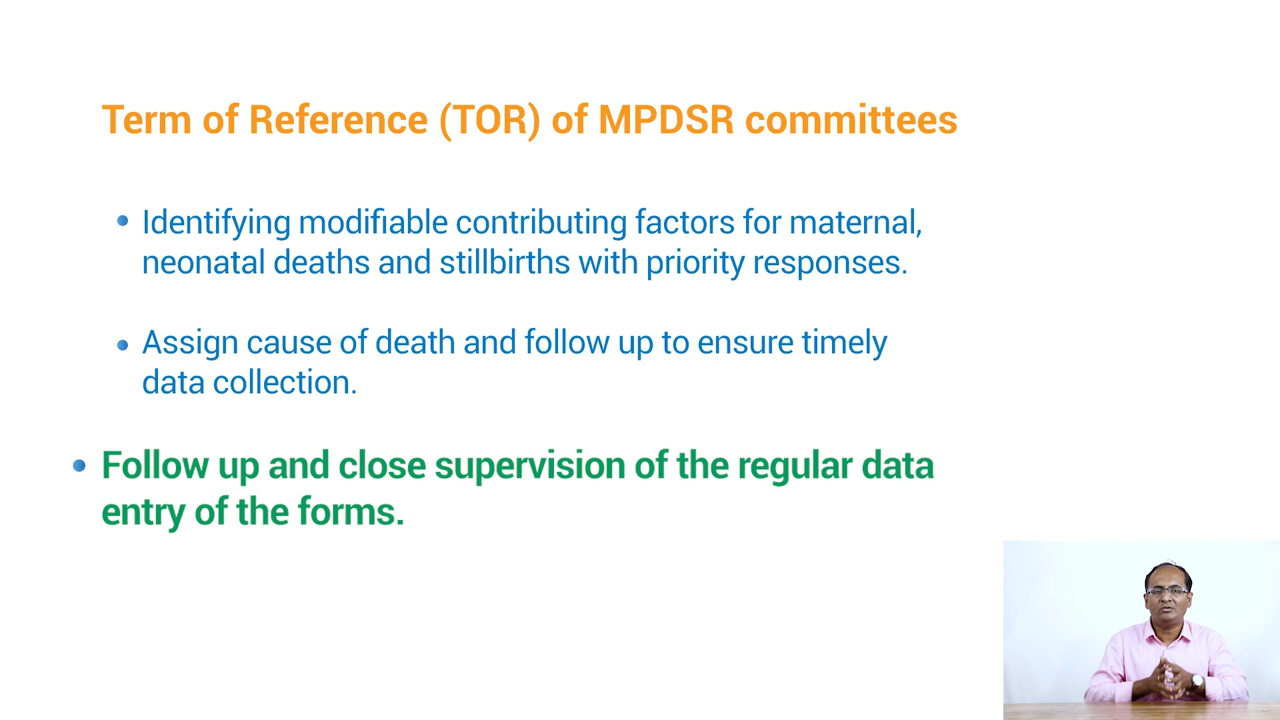 Term of Reference (TOR) of MPDSR committees
• Identifying modifiable contributing factors for maternal,
neonatal deaths and stillbirths with priority responses.
• Assign cause of death and follow up to ensure timely
data collection.
• Follow up and close supervision of the regular data
entry of the forms.